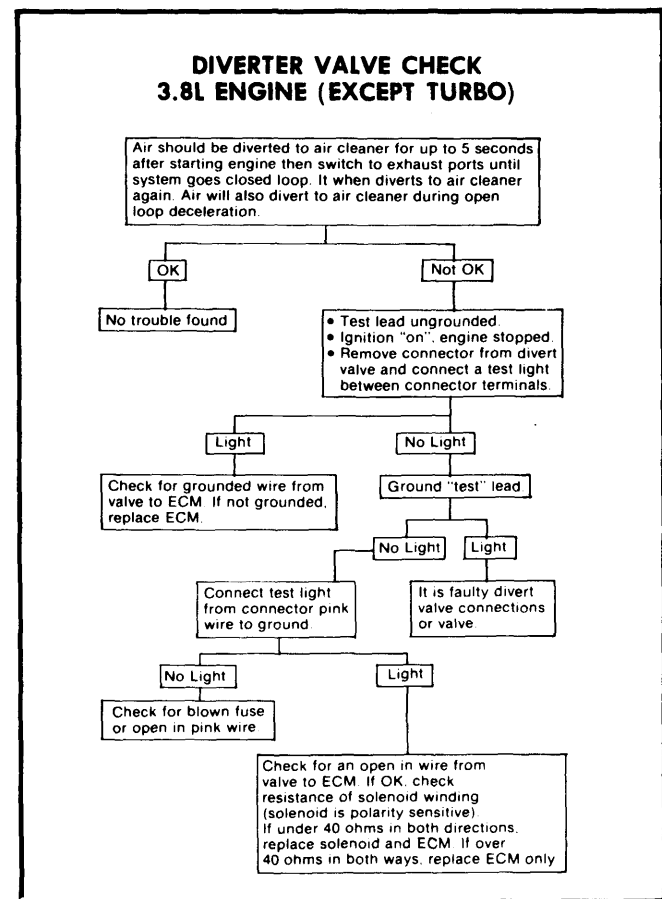 DIVERTER VALVE CHECK
3.8L ENGINE (EXCEPT TURBO)
Air should be diverted to air cleaner for up to 5 seconds
after starting engine then switch to exhaust ports until
system goes closed loop. It when diverts to air cleaner
again. Air will also divert to air cleaner during open
loop deceleration.
OK
Not OK
No trouble found
• Test lead ungrounded.
• Ignition "on", engine stopped.
• Remove connector from divert
valve and connect a test light
between connector terminals.
Light
No Light
Check for grounded wire from
valve to ECM. If not grounded,
replace ECM.
Ground "test" lead
No Light
Light
Connect test light
from connector pink
wire to ground.
It is faulty divert
valve connections
or valve.
No Light
Light
Check for blown fuse
or open in pink wire.
Check for an open in wire from
valve to ECM. If OK, check
resistance of solenoid winding
(solenoid is polarity sensitive).
If under 40 ohms in both directions,
replace solenoid and ECM. If over
40 ohms in both ways, replace ECM only